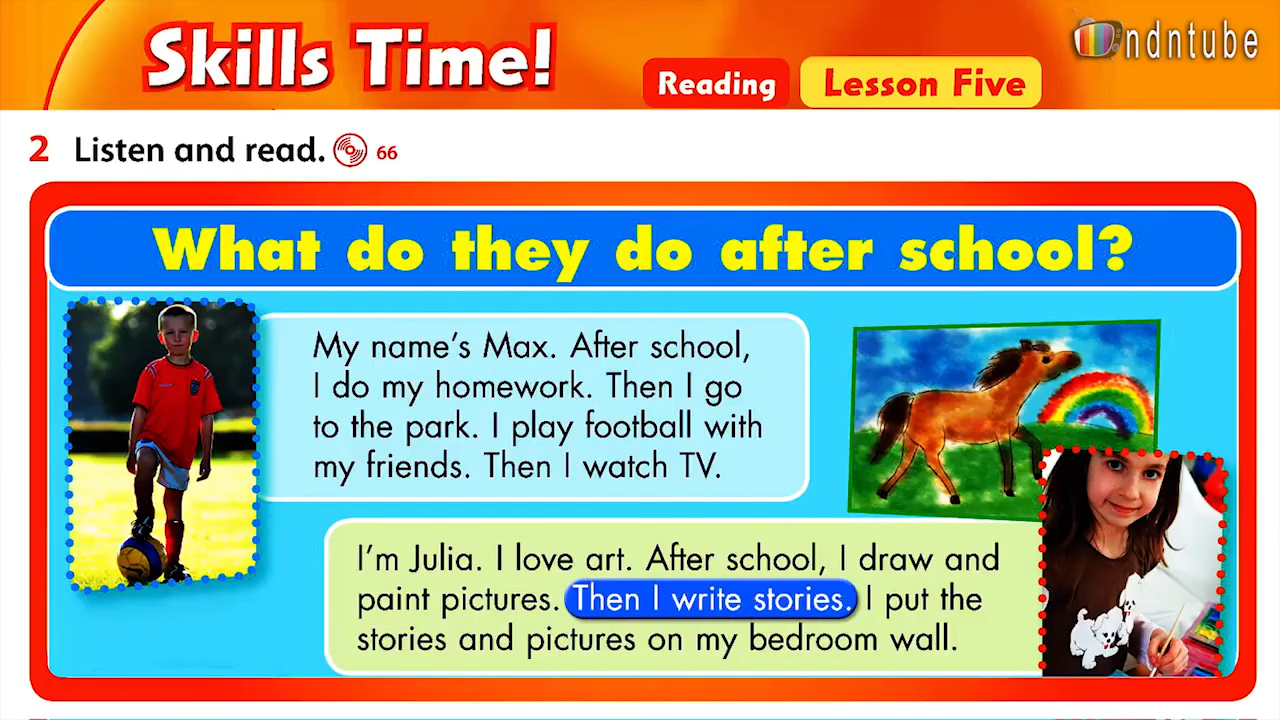 Skills Time!
ndntube
Reading
Lesson Five
2 Listen and read. 66
What do they do after school?
My name's Max. After school,
I do my homework. Then I go
to the park. I play football with
my friends. Then I watch TV.
I'm Julia. I love art. After school, I draw and
paint pictures. Then I write stories. I put the
stories and pictures on my bedroom wall.